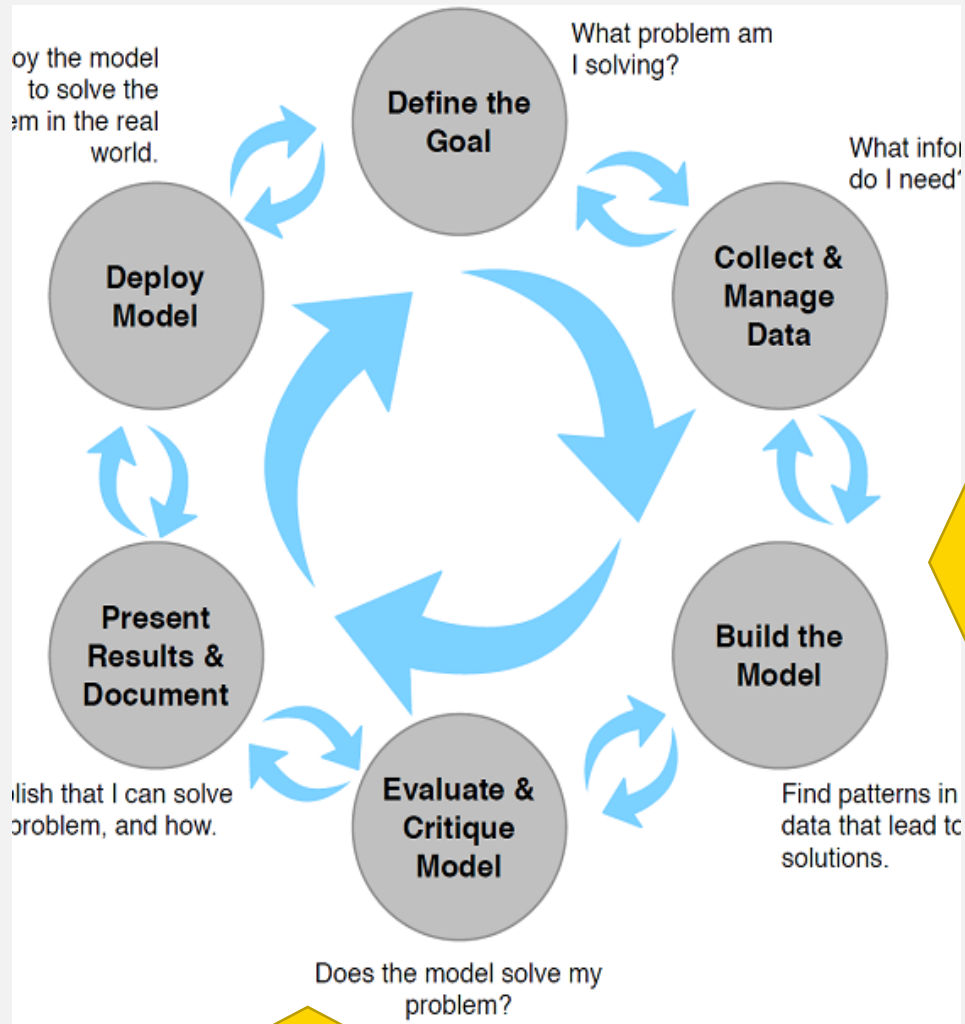 What problem am
I solving?
Define the
Goal
oy the model
to solve the
em in the real
world.
What infor
do I need?
Collect &
Manage
Data
Deploy
Model
Build the
Model
Find patterns in
data that lead to
solutions.
Present
Results &
Document
lish that I can solve
problem, and how.
Evaluate &
Critique
Model
Does the model solve my
problem?